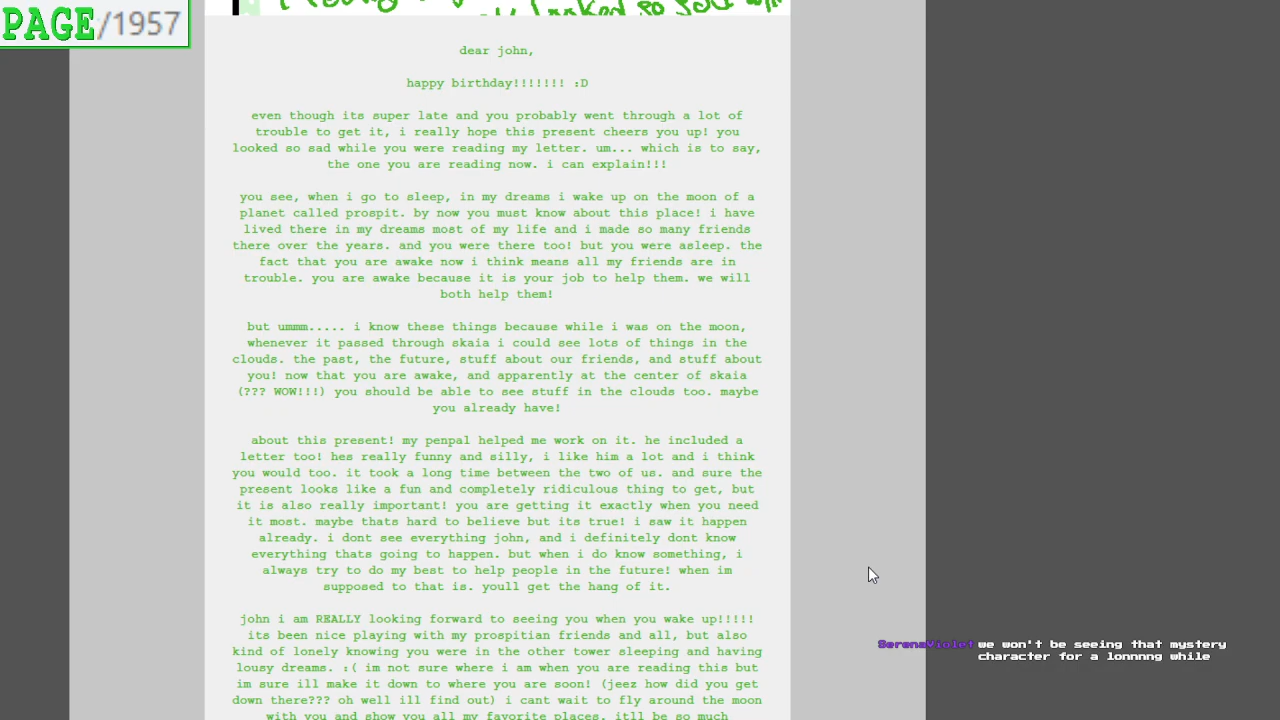 PAGE/1957
looked so sad
dear john,
happy birthday!!!!!!! :D
even though its super late and you probably went through a lot of
trouble to get it, i really hope this present cheers you up! you
looked so sad while you were reading my letter. um... which is to say,
the one you are reading now. i can explain!!!
you see, when i go to sleep, in my dreams i wake up on the moon of a
planet called prospit. by now you must know about this place! i have
lived there in my dreams most of my life and i made so many friends
there over the years. and you were there too! but you were asleep. the
fact that you are awake now i think means all my friends are in
trouble. you are awake because it is your job to help them. we will
both help them!
but ummm..... i know these things because while i was on the moon,
whenever it passed through skaia i could see lots of things in the
clouds. the past, the future, stuff about our friends, and stuff about
you! now that you are awake, and apparently at the center of skaia
(??? WOW!!!) you should be able to see stuff in the clouds too. maybe
you already have!
about this present! my penpal helped me work on it. he included a
letter too! hes really funny and silly, i like him a lot and i think
you would too. it took a long time between the two of us. and sure the
present looks like a fun and completely ridiculous thing to get, but
it is also really important! you are getting it exactly when you need
it most. maybe thats hard to believe but its true! i saw it happen
already. i dont see everything john, and i definitely dont know
everything thats going to happen. but when i do know something, i
always try to do my best to help people in the future! when im
supposed to that is. youll get the hang of it.
john i am REALLY looking forward to seeing you when you wake up!!!!!
its been nice playing with my prospitian friends and all, but also
kind of lonely knowing you were in the other tower sleeping and having
lousy dreams. :( im not sure where i am when you are reading this but
im sure ill make it down to where you are soon! (jeez how did you get
down there??? oh well ill find out) i cant wait to fly around the moon
with you and show you all my favorite places. itll be so much
SerenaViolet we won't be seeing that mystery
character for a lonnnng while